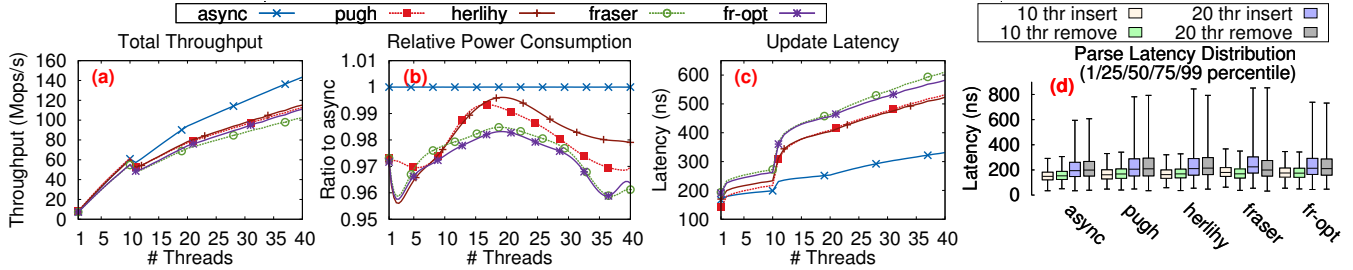 async pugh herlihy fraser fr-opt
10 thr insert 20 thr insert
10 thr remove 20 thr remove
Total Throughput
(a)
Throughput (Mops/s)
160
140
120
100
80
60
40
20
0
1 5 10 15 20 25 30 35 40
# Threads
Relative Power Consumption
(b)
Ratio to async
1.01
1
0.99
0.98
0.97
0.96
0.95
1 5 10 15 20 25 30 35 40
# Threads
Update Latency
(c)
Latency (ns)
600
500
400
300
200
100
1 5 10 15 20 25 30 35 40
# Threads
Parse Latency Distribution
(1/25/50/75/99 percentile)
(d)
Latency (ns)
800
600
400
200
0
async pugh herlihy fraser fr-opt